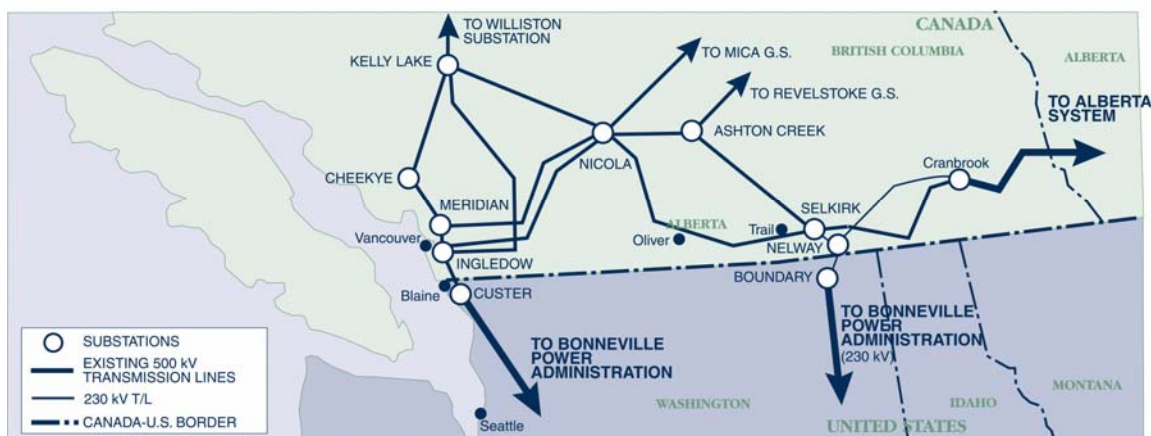 TO WILLISTON
SUBSTATION
CANADA
BRITISH COLUMBIA
ALBERTA
KELLY LAKE
TO MICA G.S.
TO REVELSTOKE G.S.
TO ALBERTA
SYSTEM
ASHTON CREEK
NICOLA
Cranbrook
CHEEKYE
MERIDIAN
SELKIRK
ALBERTA
Trail
Vancouver
Oliver
NELWAY
INGLEDOW
BOUNDARY
Blaine
CUSTER
TO BONNEVILLE
POWER
ADMINISTRATION
TO BONNEVILLE
POWER
ADMINISTRATION
(230 kV)
SUBSTATIONS
EXISTING 500 kV
TRANSMISSION LINES
230 kV T/L
CANADA-U.S. BORDER
Seattle
WASHINGTON
IDAHO
MONTANA
UNITED STATES